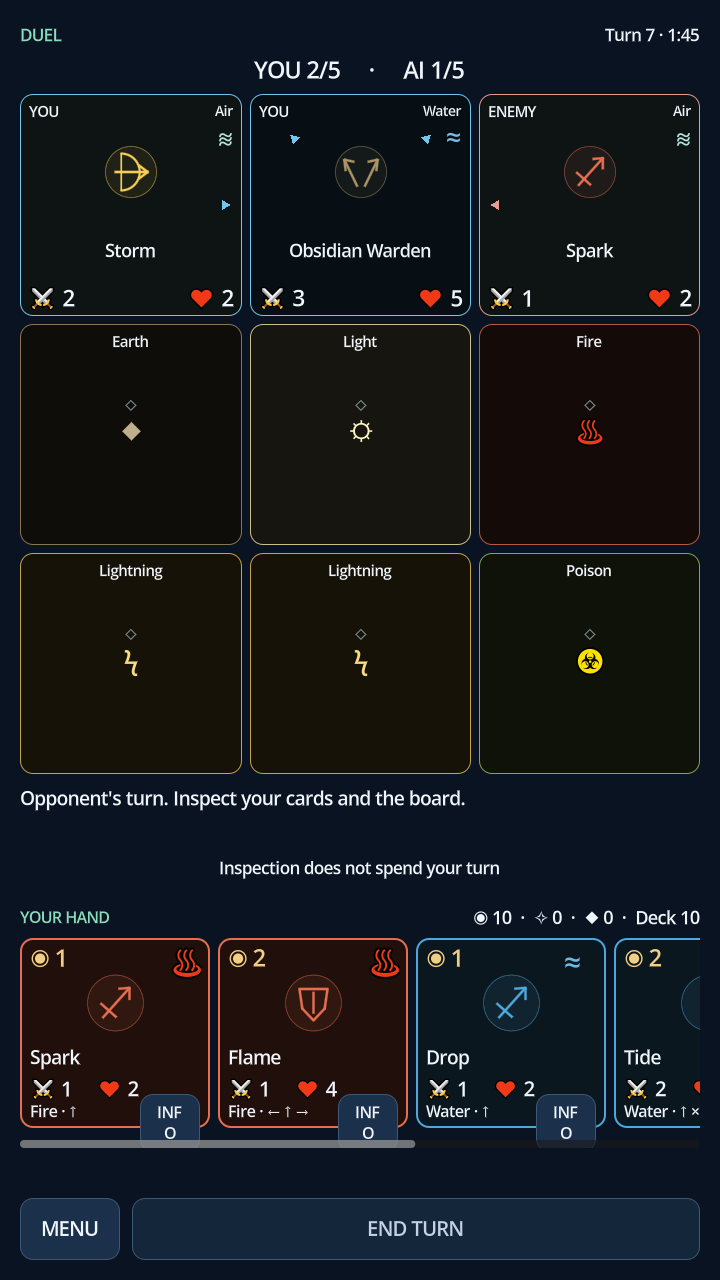 DUEL
Turn 7 · 1:45
YOU 2/5 · AI 1/5
YOU Air
Storm
2 2
YOU Water
Obsidian Warden
3 5
ENEMY Air
Spark
1 2
Earth
Light
Fire
Lightning
Lightning
Poison
Opponent's turn. Inspect your cards and the board.
Inspection does not spend your turn
YOUR HAND
◉ 10 · ✧ 0 · ◆ 0 · Deck 10
◉ 1
Spark
1 2
Fire · ↑
INF
O
◉ 2
Flame
1 4
Fire · ← ↑ →
INF
O
◉ 1
Drop
1 2
Water · ↑
INF
O
◉ 2
Tide
2
Water · ↑
MENU
END TURN